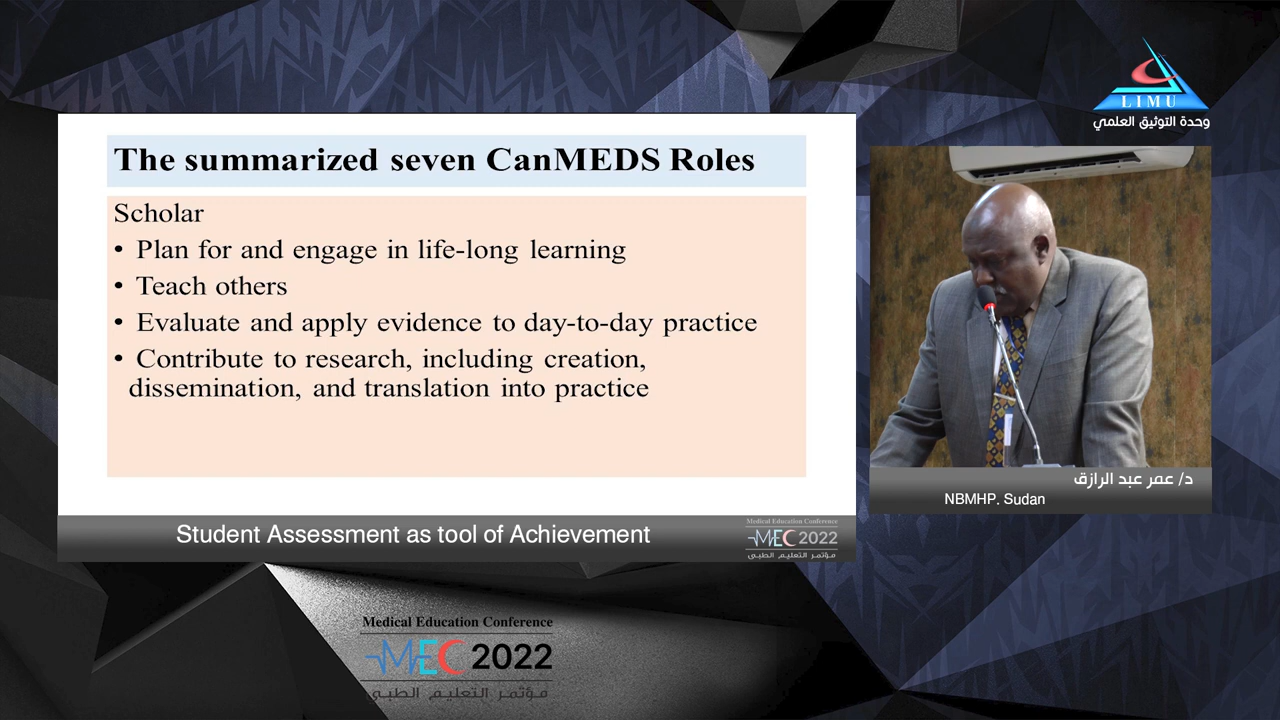 LIMU
وحدة التوثيق العلمي
The summarized seven CanMEDS Roles
Scholar
• Plan for and engage in life-long learning
• Teach others
• Evaluate and apply evidence to day-to-day practice
• Contribute to research, including creation,
dissemination, and translation into practice
د/ عمر عبد الرازق
NBMHP. Sudan
Student Assessment as tool of Achievement
Medical Education Conference
MEC 2022
مؤتمر التعليم الطبي
Medical Education Conference
MEC 2022
مؤتمر التعليم الطبي